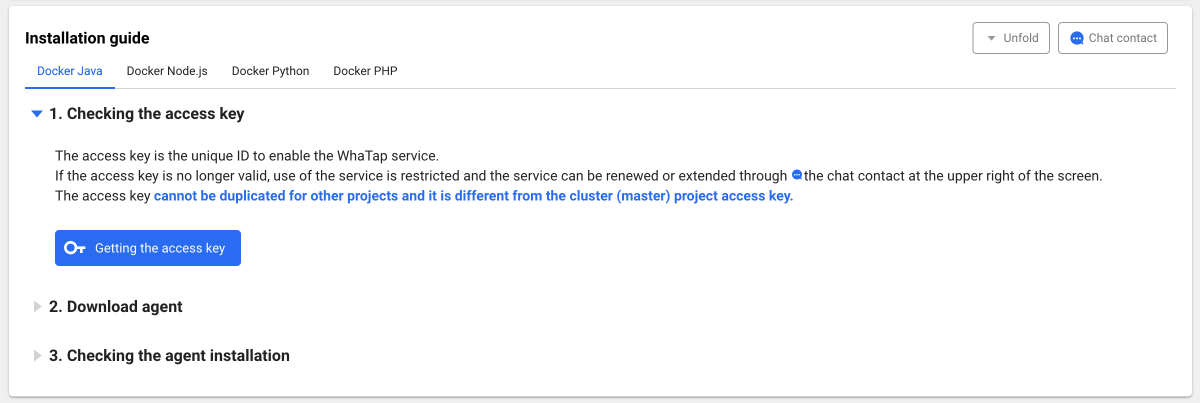 Installation guide
Unfold
Chat contact
Docker Java
Docker Node.js
Docker Python
Docker PHP
1. Checking the access key
The access key is the unique ID to enable the WhaTap service.
If the access key is no longer valid, use of the service is restricted and the service can be renewed or extended through the chat contact at the upper right of the screen.
The access key cannot be duplicated for other projects and it is different from the cluster (master) project access key.
Getting the access key
2. Download agent
3. Checking the agent installation